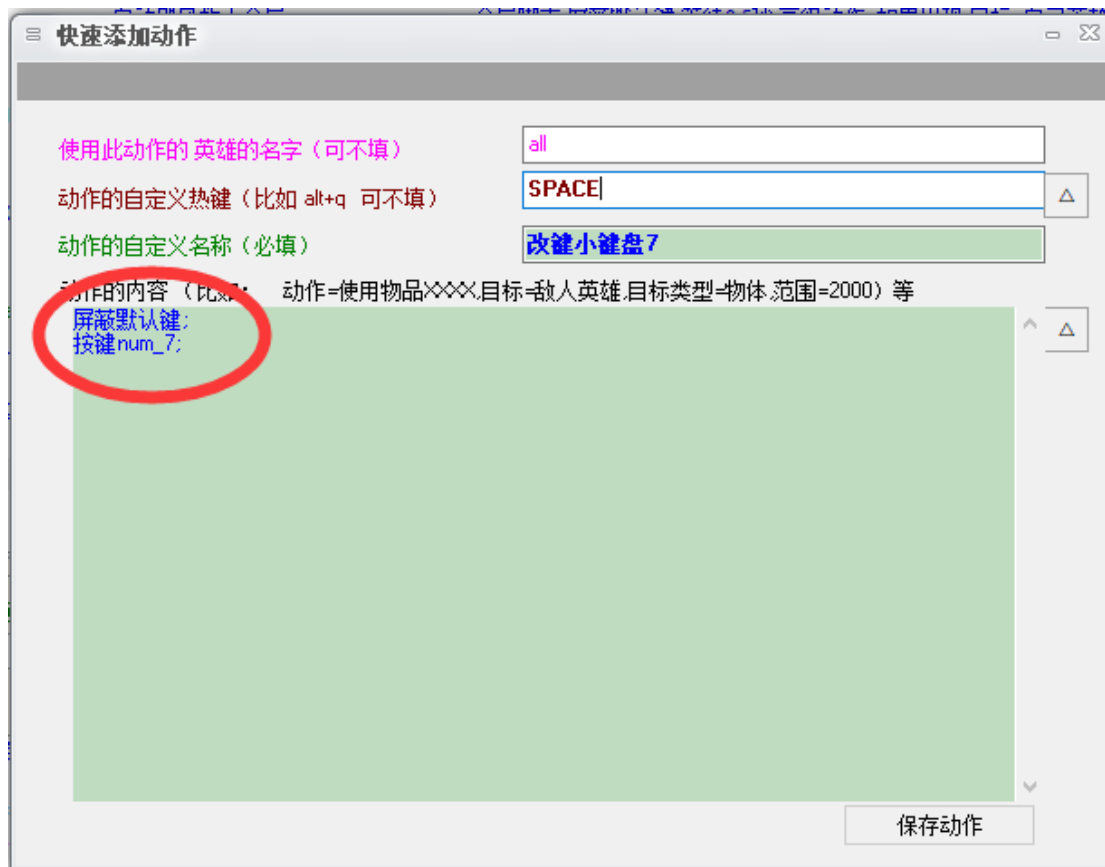 快速添加动作
使用此动作的 英雄的名字（可不填） all
动作的自定义热键（比如 alt+q 可不填） SPACE
动作的自定义名称（必填） 改键小键盘7
动作的内容 （比如： 动作=使用物品XXXX,目标=敌人英雄,目标类型=物体,范围=2000）等
屏蔽默认键;
按键num_7;
保存动作